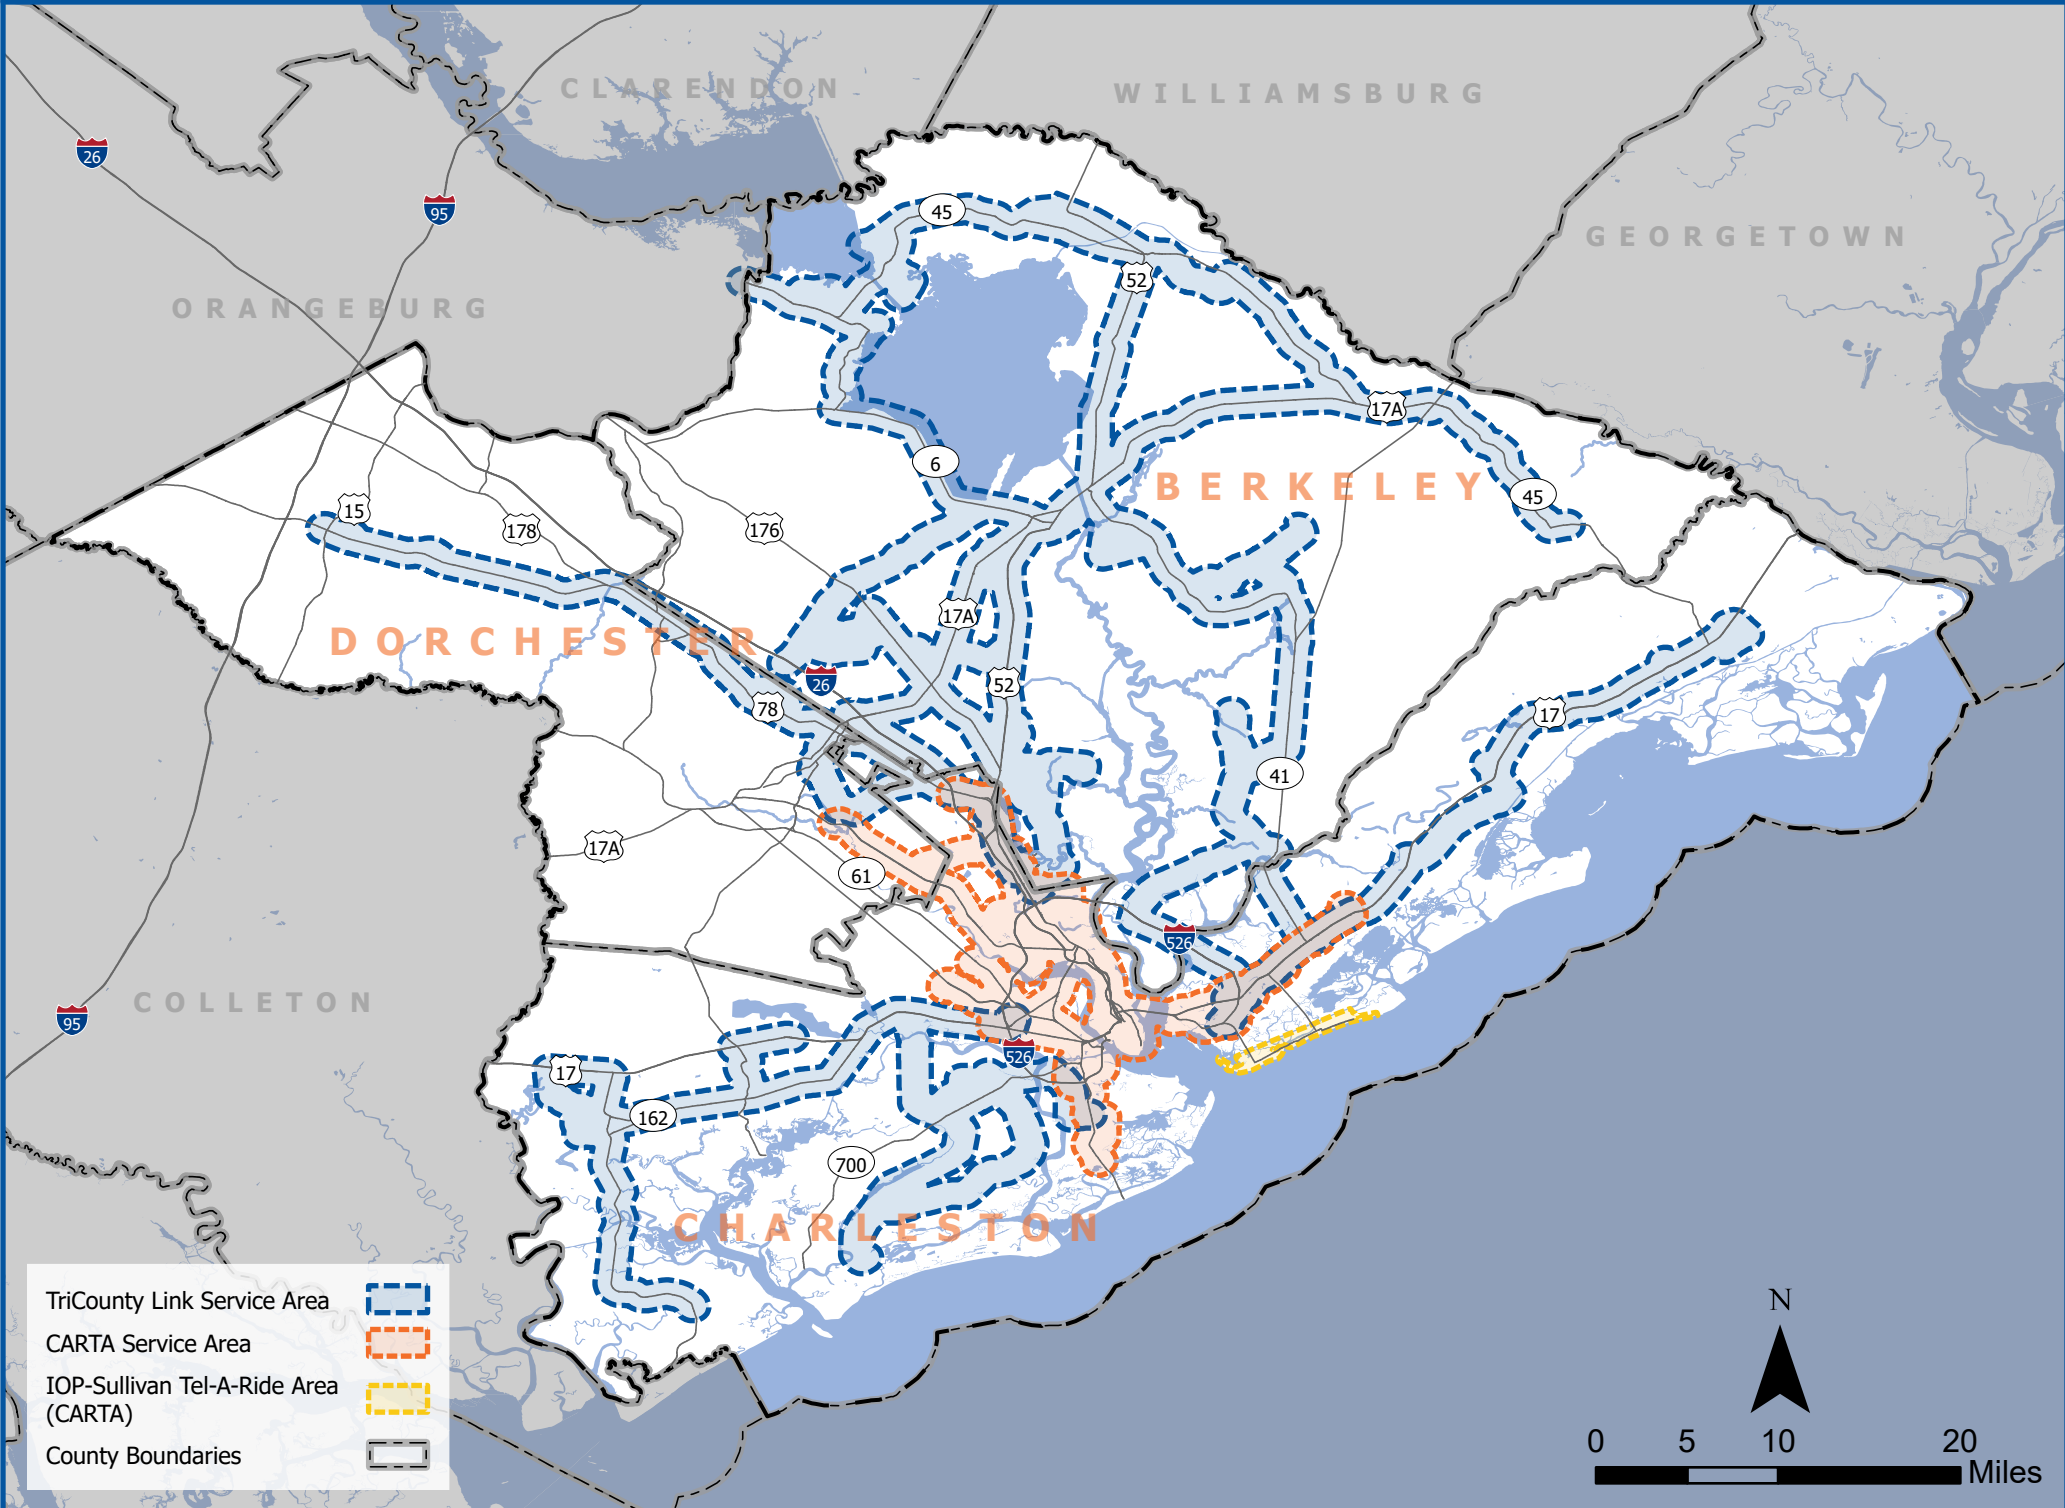 CLARENDON
WILLIAMSBURG
26
95
45
GEORGETOWN
52
ORANGEBURG
17A
6
BERKELEY
45
15
178
176
17A
DORCHESTER
26
52
78
17
41
17A
61
526
COLLETON
95
526
17
162
700
CHARLESTON
TriCounty Link Service Area
CARTA Service Area
IOP-Sullivan Tel-A-Ride Area
(CARTA)
County Boundaries
N
0 5 10 20
Miles